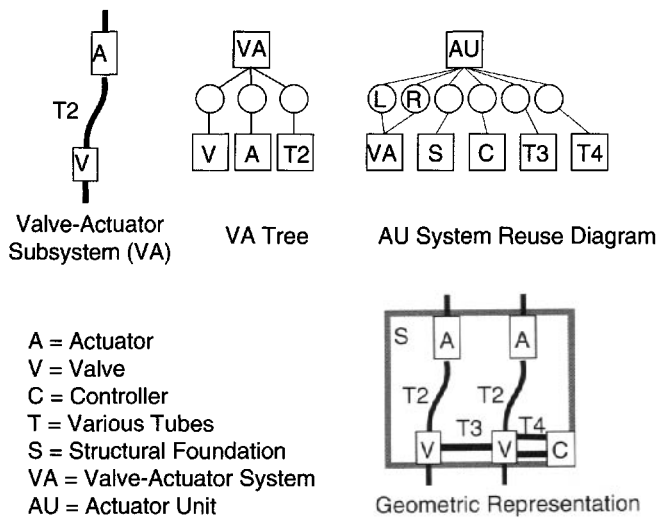 A
T2
V
Valve-Actuator
Subsystem (VA)
VA
V A T2
VA Tree
AU
L R
VA S C T3 T4
AU System Reuse Diagram
A = Actuator
V = Valve
C = Controller
T = Various Tubes
S = Structural Foundation
VA = Valve-Actuator System
AU = Actuator Unit
S A A
T2 T2
T3 T4
V V C
Geometric Representation